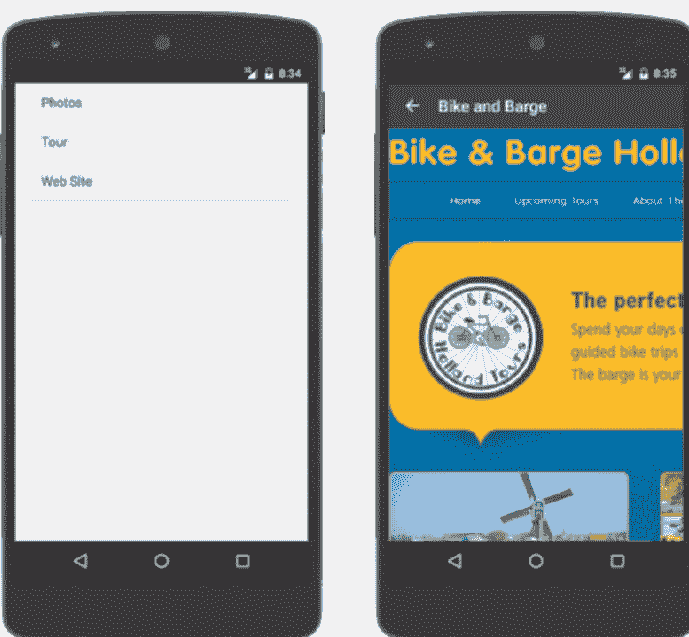 8:34
Photos
Tour
Web Site
8:35
Bike and Barge
Bike & Barge Holl
Home Upcoming Tours About Th
Bike & Barge
Holland Tours
The perfect
Spend your days
guided bike trips
The barge is your